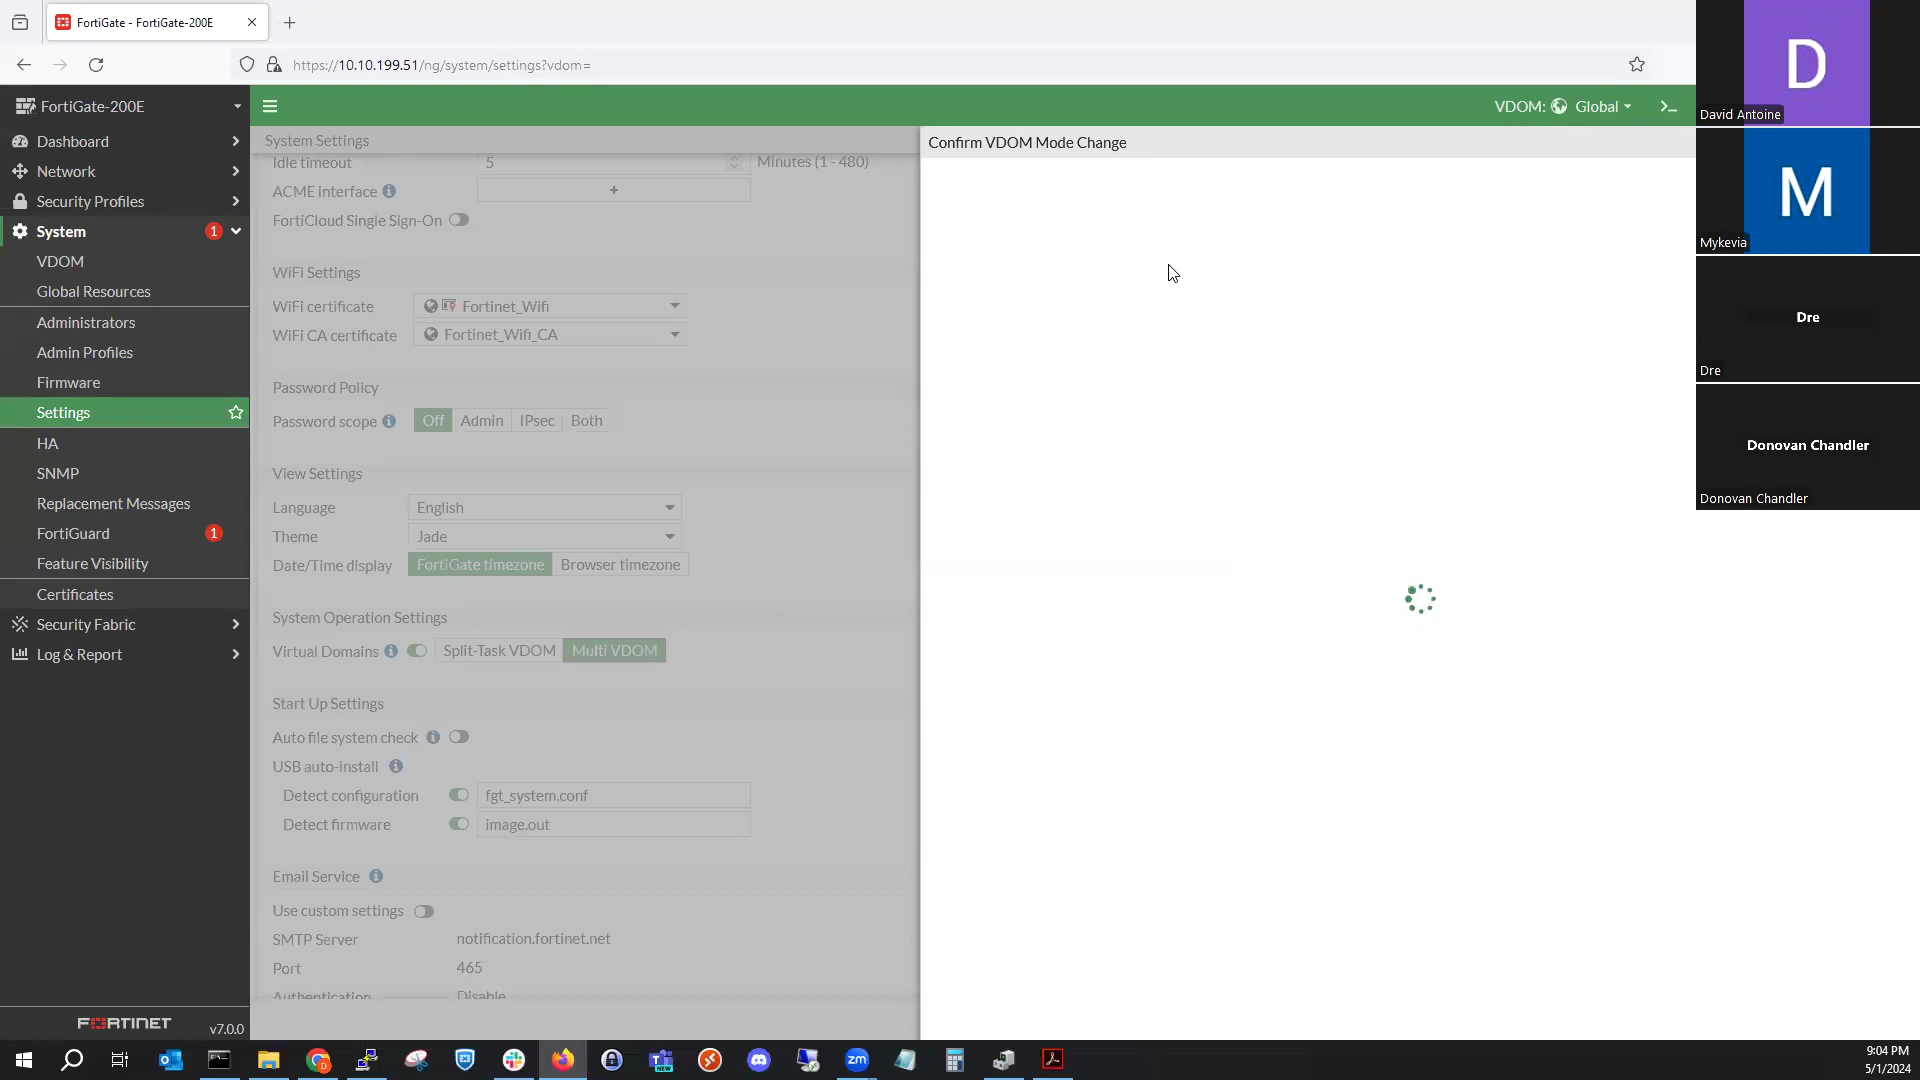 FortiGate - FortiGate-200E
https://10.10.199.51/ng/system/settings?vdom=
FortiGate-200E
VDOM: Global
>_
Dashboard
Network
Security Profiles
System 1
VDOM
Global Resources
Administrators
Admin Profiles
Firmware
Settings
HA
SNMP
Replacement Messages
FortiGuard 1
Feature Visibility
Certificates
Security Fabric
Log & Report
FORTINET v7.0.0
System Settings
Idle timeout 5 Minutes (1 - 480)
ACME interface +
FortiCloud Single Sign-On
WiFi Settings
WiFi certificate Fortinet_Wifi
WiFi CA certificate Fortinet_Wifi_CA
Password Policy
Password scope Off Admin IPsec Both
View Settings
Language English
Theme Jade
Date/Time display FortiGate timezone Browser timezone
System Operation Settings
Virtual Domains Split-Task VDOM Multi VDOM
Start Up Settings
Auto file system check
USB auto-install
Detect configuration fgt_system.conf
Detect firmware image.out
Email Service
Use custom settings
SMTP Server notification.fortinet.net
Port 465
Authentication Disable
Confirm VDOM Mode Change
D
David Antoine
M
Mykevia
Dre
Dre
Donovan Chandler
Donovan Chandler
NEW
zm
9:04 PM
5/1/2024